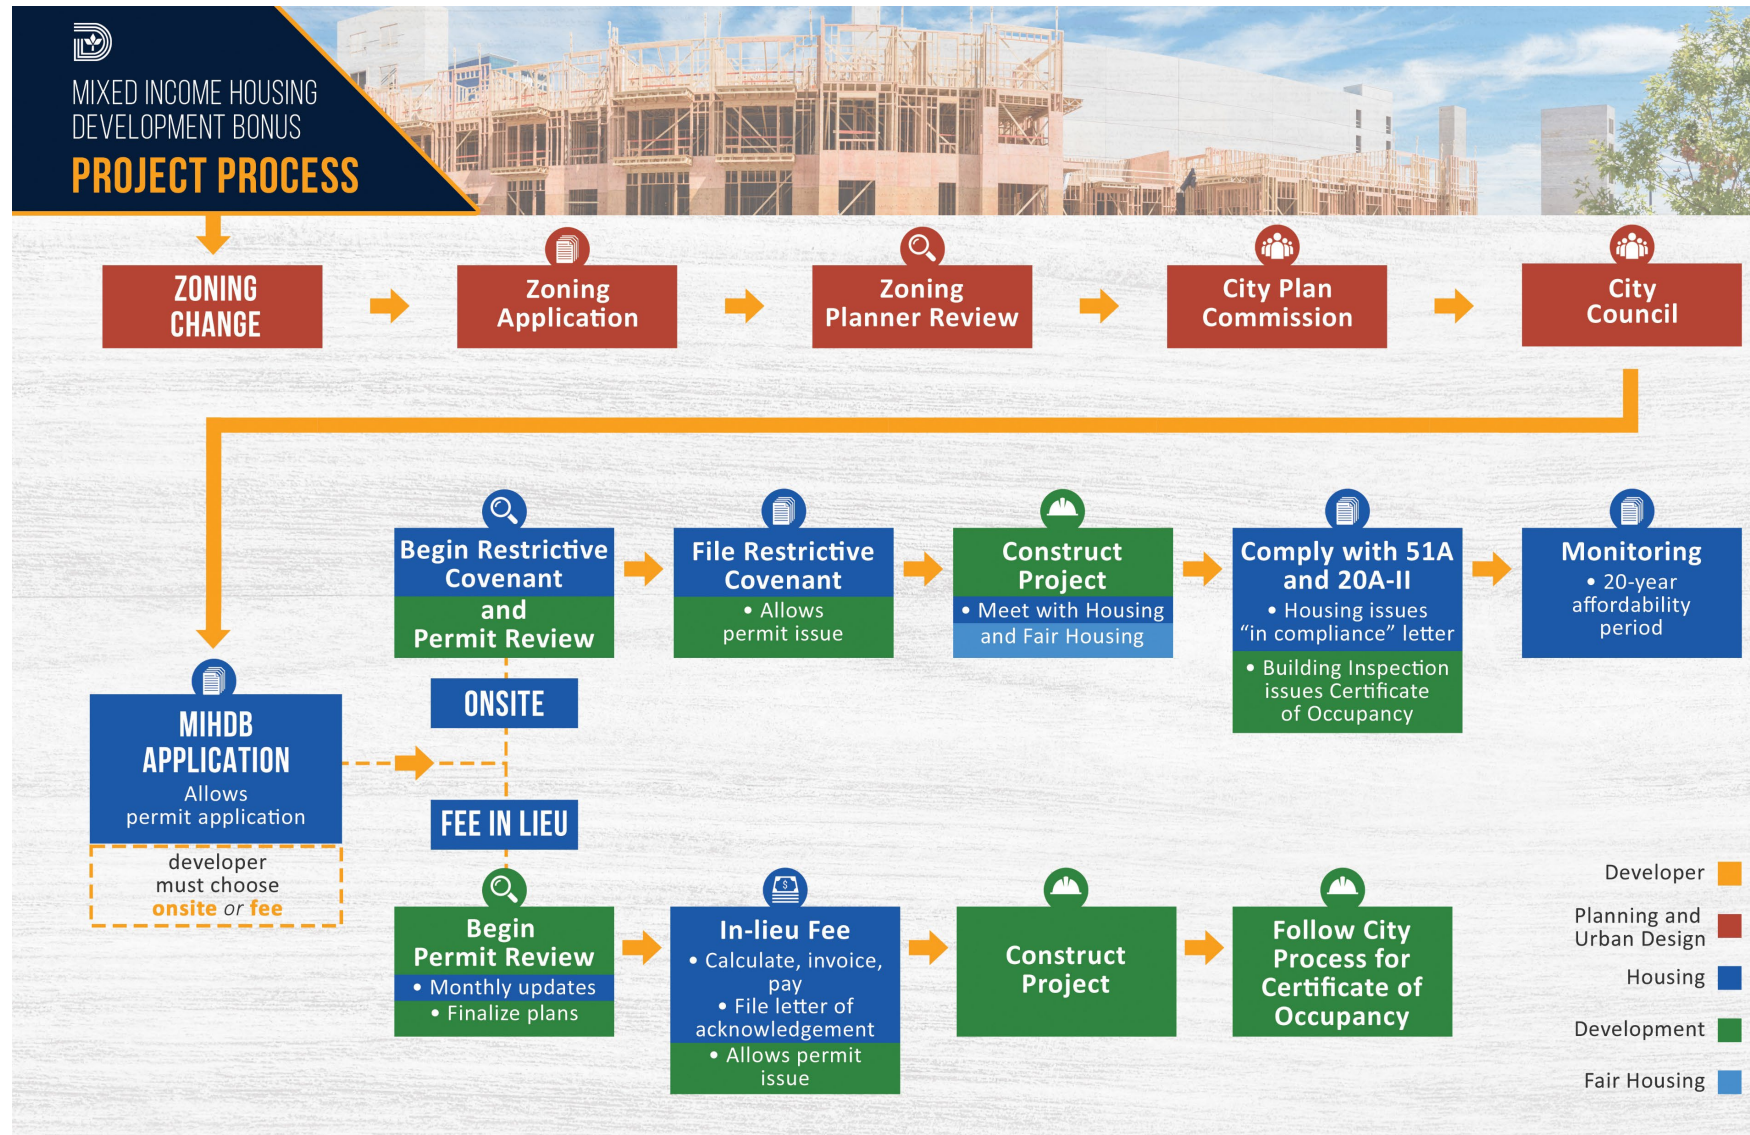 MIXED INCOME HOUSING
DEVELOPMENT BONUS
PROJECT PROCESS
ZONING
CHANGE
Zoning
Application
Zoning
Planner Review
City Plan
Commission
City
Council
Begin Restrictive
Covenant
and
Permit Review
File Restrictive
Covenant
• Allows
permit issue
Construct
Project
• Meet with Housing
and Fair Housing
Comply with 51A
and 20A-II
• Housing issues
“in compliance” letter
• Building Inspection
issues Certificate
of Occupancy
Monitoring
• 20-year
affordability
period
ONSITE
MIHDB
APPLICATION
Allows
permit application
developer
must choose
onsite or fee
FEE IN LIEU
Begin
Permit Review
• Monthly updates
• Finalize plans
In-lieu Fee
• Calculate, invoice,
pay
• File letter of
acknowledgement
• Allows permit
issue
Construct
Project
Follow City
Process for
Certificate of
Occupancy
Developer
Planning and
Urban Design
Housing
Development
Fair Housing